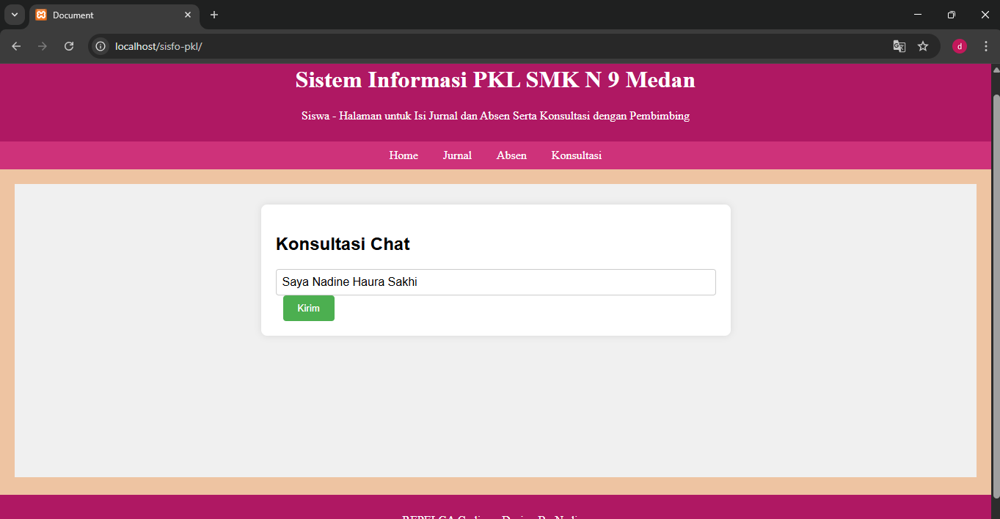 Document
localhost/sisfo-pkl/
d
Sistem Informasi PKL SMK N 9 Medan
Siswa - Halaman untuk Isi Jurnal dan Absen Serta Konsultasi dengan Pembimbing
Home Jurnal Absen Konsultasi
Konsultasi Chat
Saya Nadine Haura Sakhi
Kirim